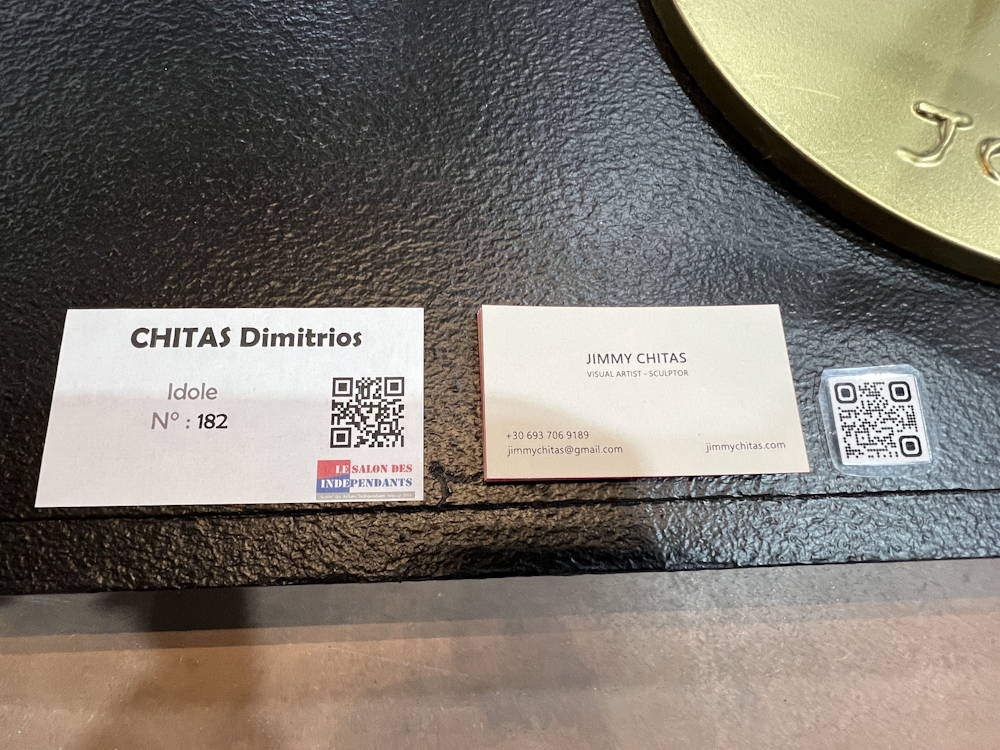 CHITAS Dimitrios
Idole
N° : 182
LE SALON DES
INDEPENDANTS
JIMMY CHITAS
VISUAL ARTIST - SCULPTOR
+30 693 706 9189
jimmychitas@gmail.com
jimmychitas.com